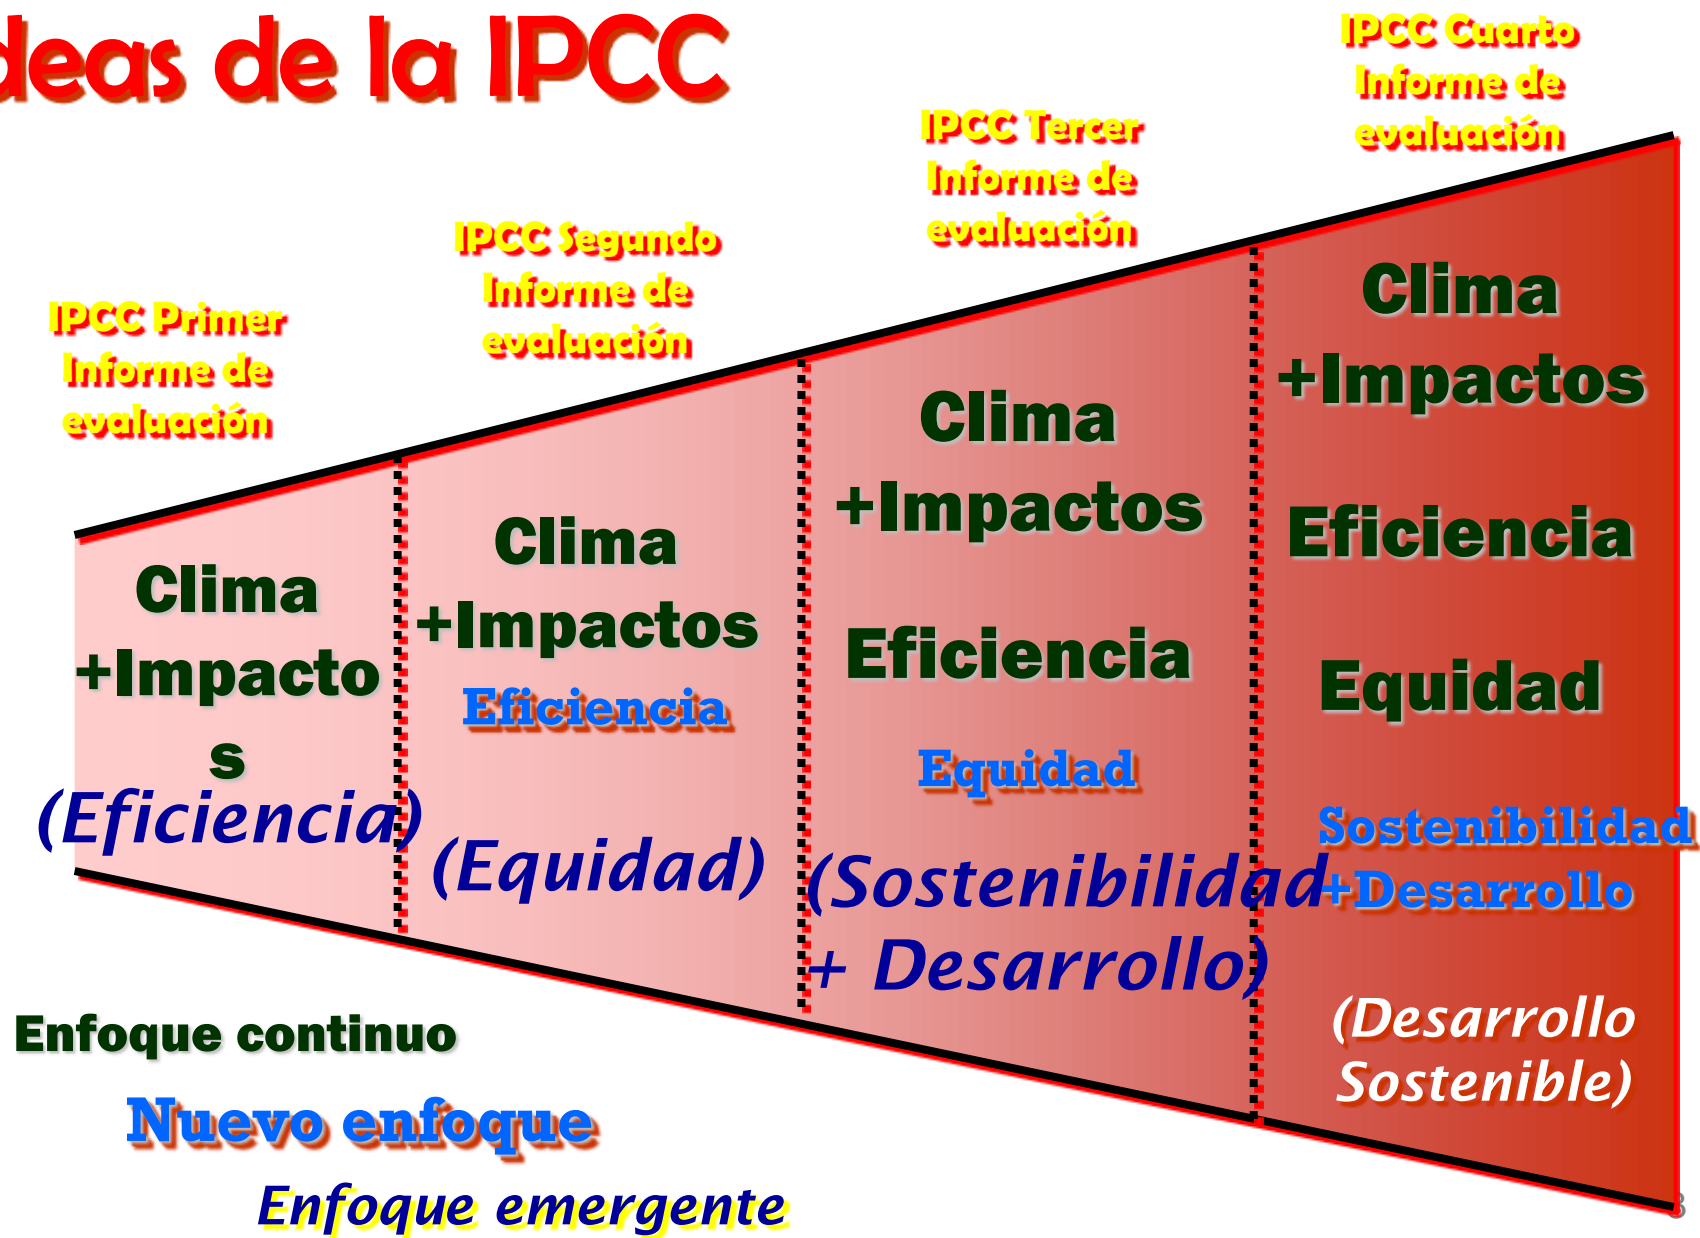 deas de la IPCC
IPCC Primer
Informe de
evaluación
IPCC Segundo
Informe de
evaluación
IPCC Tercer
Informe de
evaluación
IPCC Cuarto
Informe de
evaluación
Clima
+Impacto
s
(Eficiencia)
Clima
+Impactos
Eficiencia
(Equidad)
Clima
+Impactos
Eficiencia
Equidad
(Sostenibilidad
+ Desarrollo)
Clima
+Impactos
Eficiencia
Equidad
Sostenibilidad
+Desarrollo
(Desarrollo
Sostenible)
Enfoque continuo
Nuevo enfoque
Enfoque emergente